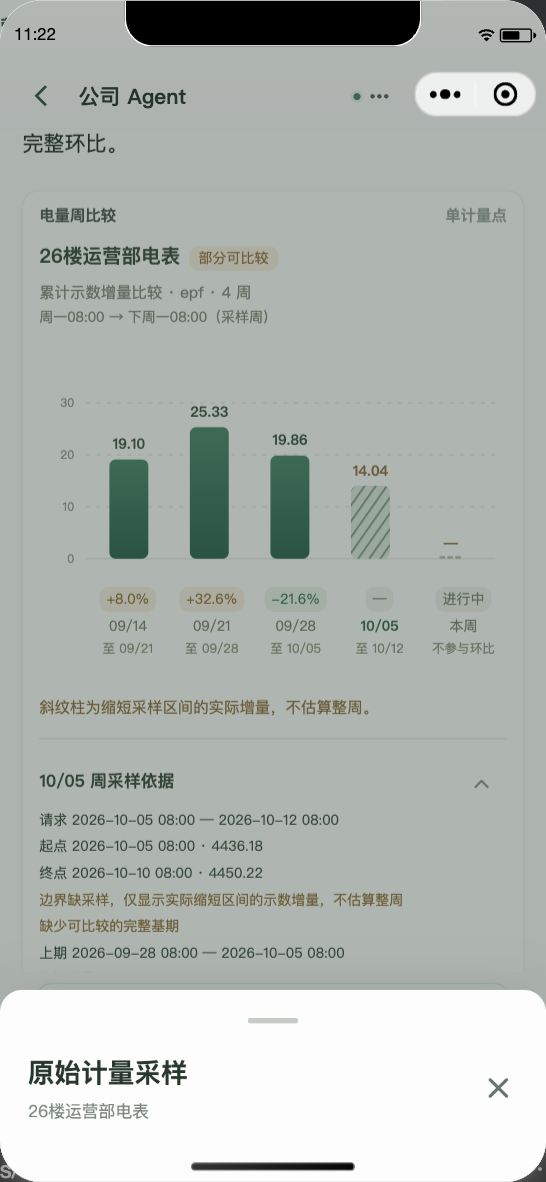 11:22
公司 Agent
完整环比。
电量周比较 单计量点
26楼运营部电表 部分可比较
累计示数增量比较 · epf · 4 周
周一08:00 → 下周一08:00（采样周）
30
25.33
20
19.10
19.86
14.04
10
—
0
+8.0% +32.6% −21.6% — 进行中
09/14 09/21 09/28 10/05 本周
至 09/21 至 09/28 至 10/05 至 10/12 不参与环比
斜纹柱为缩短采样区间的实际增量，不估算整周。
10/05 周采样依据
请求 2026-10-05 08:00 — 2026-10-12 08:00
起点 2026-10-05 08:00 · 4436.18
终点 2026-10-10 08:00 · 4450.22
边界缺采样，仅显示实际缩短区间的示数增量，不估算整周
缺少可比较的完整基期
上期 2026-09-28 08:00 — 2026-10-05 08:00
原始计量采样
26楼运营部电表